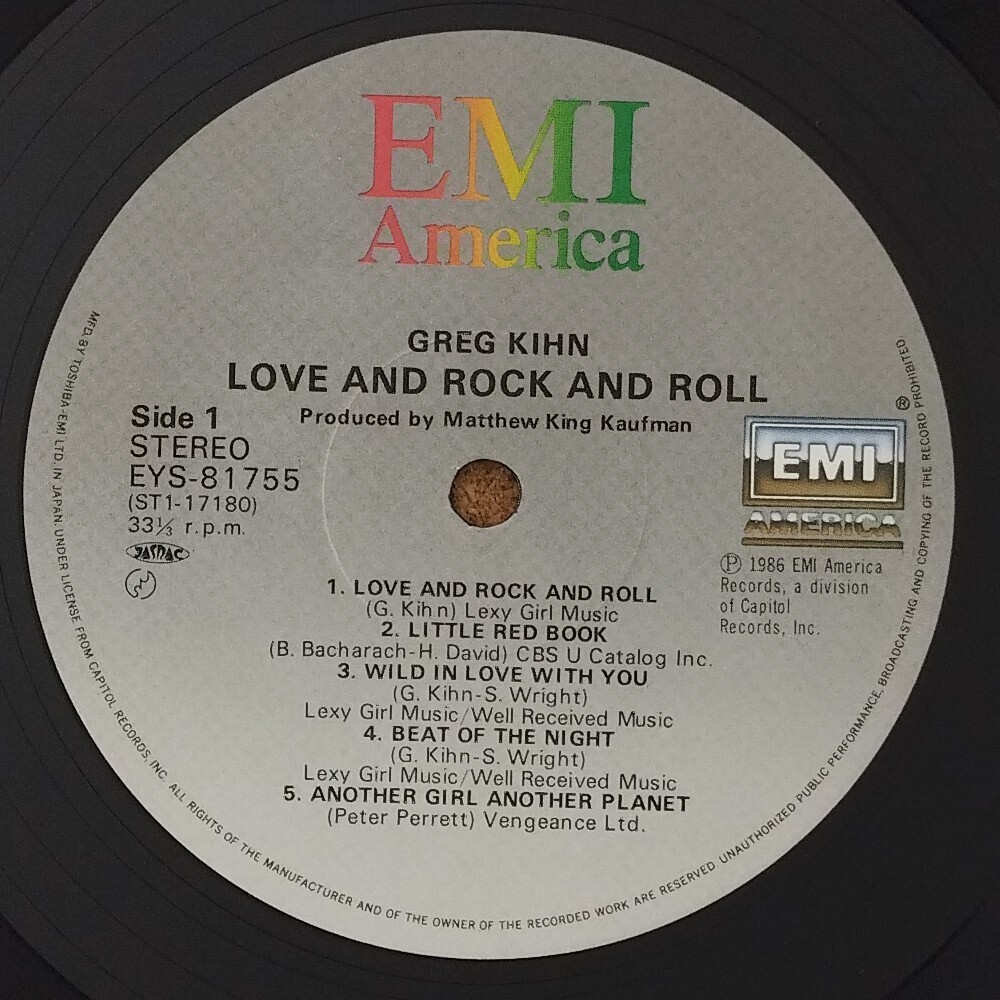 EMI
America
GREG KIHN
LOVE AND ROCK AND ROLL
Produced by Matthew King Kaufman
Side 1
STEREO
EYS-81755
(ST1-17180)
33⅓ r.p.m.
JASRAC
EMI
AMERICA
Ⓟ 1986 EMI America
Records, a division
of Capitol
Records, Inc.
1. LOVE AND ROCK AND ROLL
(G. Kihn) Lexy Girl Music
2. LITTLE RED BOOK
(B. Bacharach-H. David) CBS U Catalog Inc.
3. WILD IN LOVE WITH YOU
(G. Kihn-S. Wright)
Lexy Girl Music/Well Received Music
4. BEAT OF THE NIGHT
(G. Kihn-S. Wright)
Lexy Girl Music/Well Received Music
5. ANOTHER GIRL ANOTHER PLANET
(Peter Perrett) Vengeance Ltd.
MFD. BY TOSHIBA-EMI LTD. IN JAPAN. UNDER LICENSE FROM CAPITOL RECORDS, INC. ALL RIGHTS OF THE MANUFACTURER AND OF THE OWNER OF THE RECORDED WORK ARE RESERVED. UNAUTHORIZED PUBLIC PERFORMANCE, BROADCASTING AND COPYING OF THE RECORD PROHIBITED
®